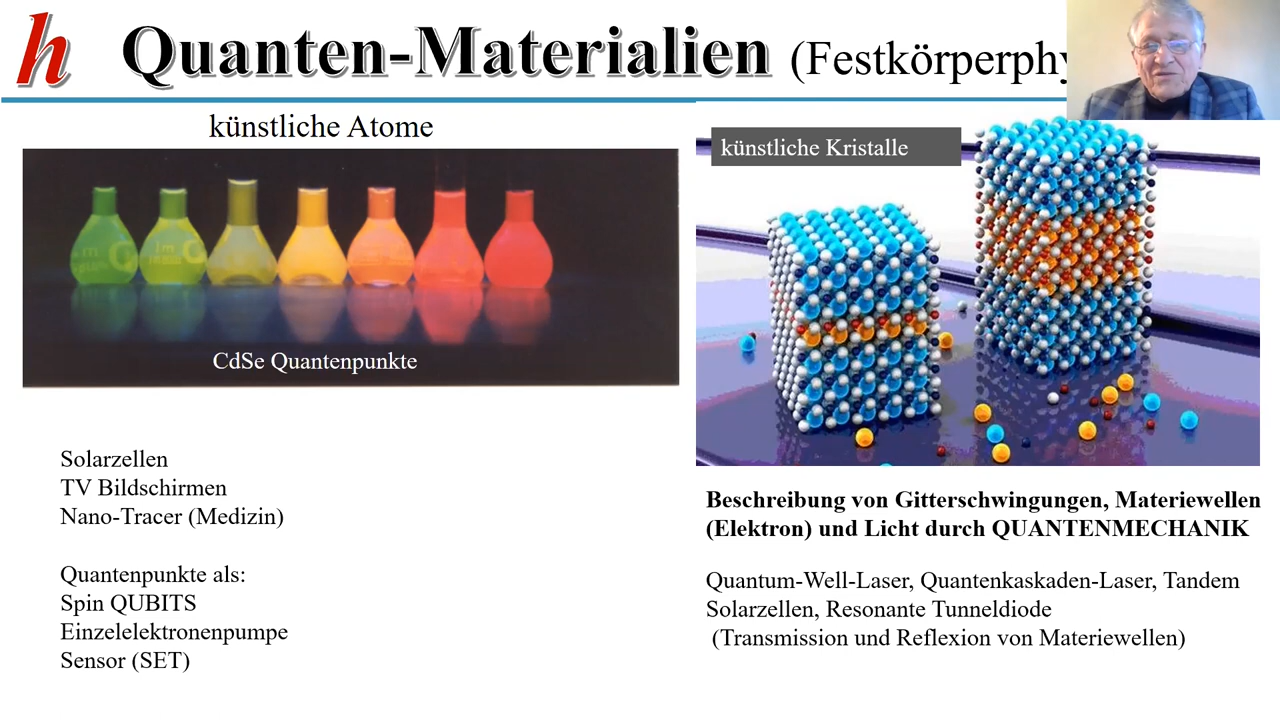 h Quanten-Materialien (Festkörperphy
künstliche Atome
CdSe Quantenpunkte
künstliche Kristalle
Solarzellen
TV Bildschirmen
Nano-Tracer (Medizin)
Quantenpunkte als:
Spin QUBITS
Einzelelektronenpumpe
Sensor (SET)
Beschreibung von Gitterschwingungen, Materiewellen
(Elektron) und Licht durch QUANTENMECHANIK
Quantum-Well-Laser, Quantenkaskaden-Laser, Tandem
Solarzellen, Resonante Tunneldiode
(Transmission und Reflexion von Materiewellen)